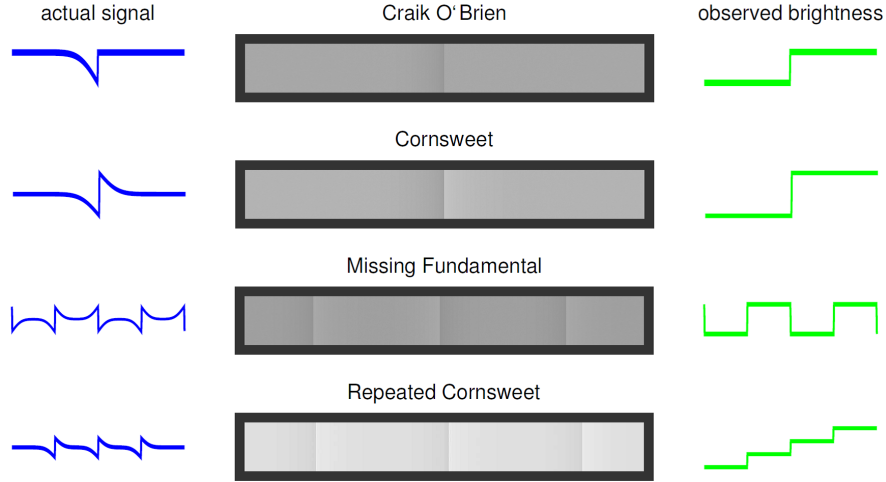 actual signal
Craik O‘Brien
observed brightness
Cornsweet
Missing Fundamental
Repeated Cornsweet